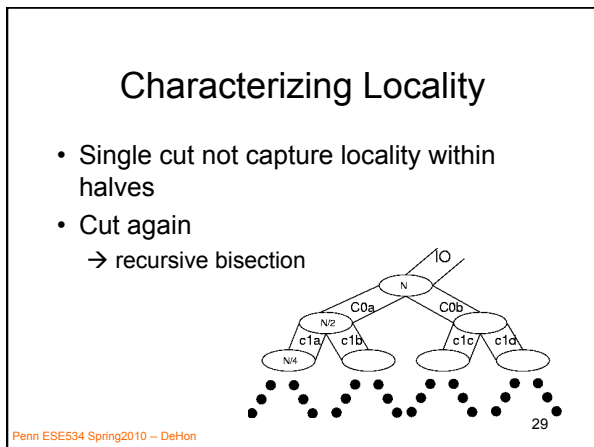 Characterizing Locality
• Single cut not capture locality within
halves
• Cut again
→ recursive bisection
IO
N
C0a
C0b
N/2
c1a
c1b
c1c
c1d
N/4
29
Penn ESE534 Spring2010 -- DeHon